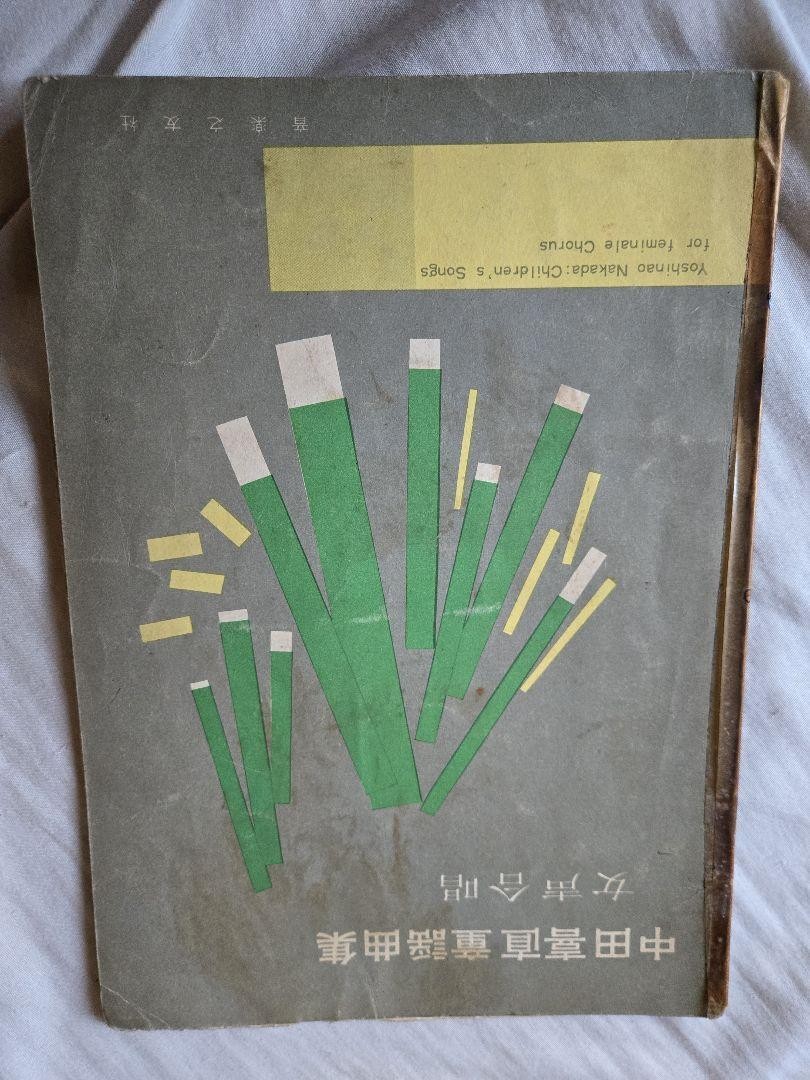 中田喜直童謡曲集
女声合唱
Yoshinao Nakada:Children's Songs
for feminale Chorus
音楽之友社